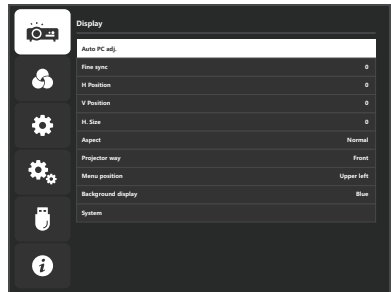 Display
Auto PC adj.
Fine sync 0
H Position 0
V Position 0
H. Size 0
Aspect Normal
Projector way Front
Menu position Upper left
Background display Blue
System
i